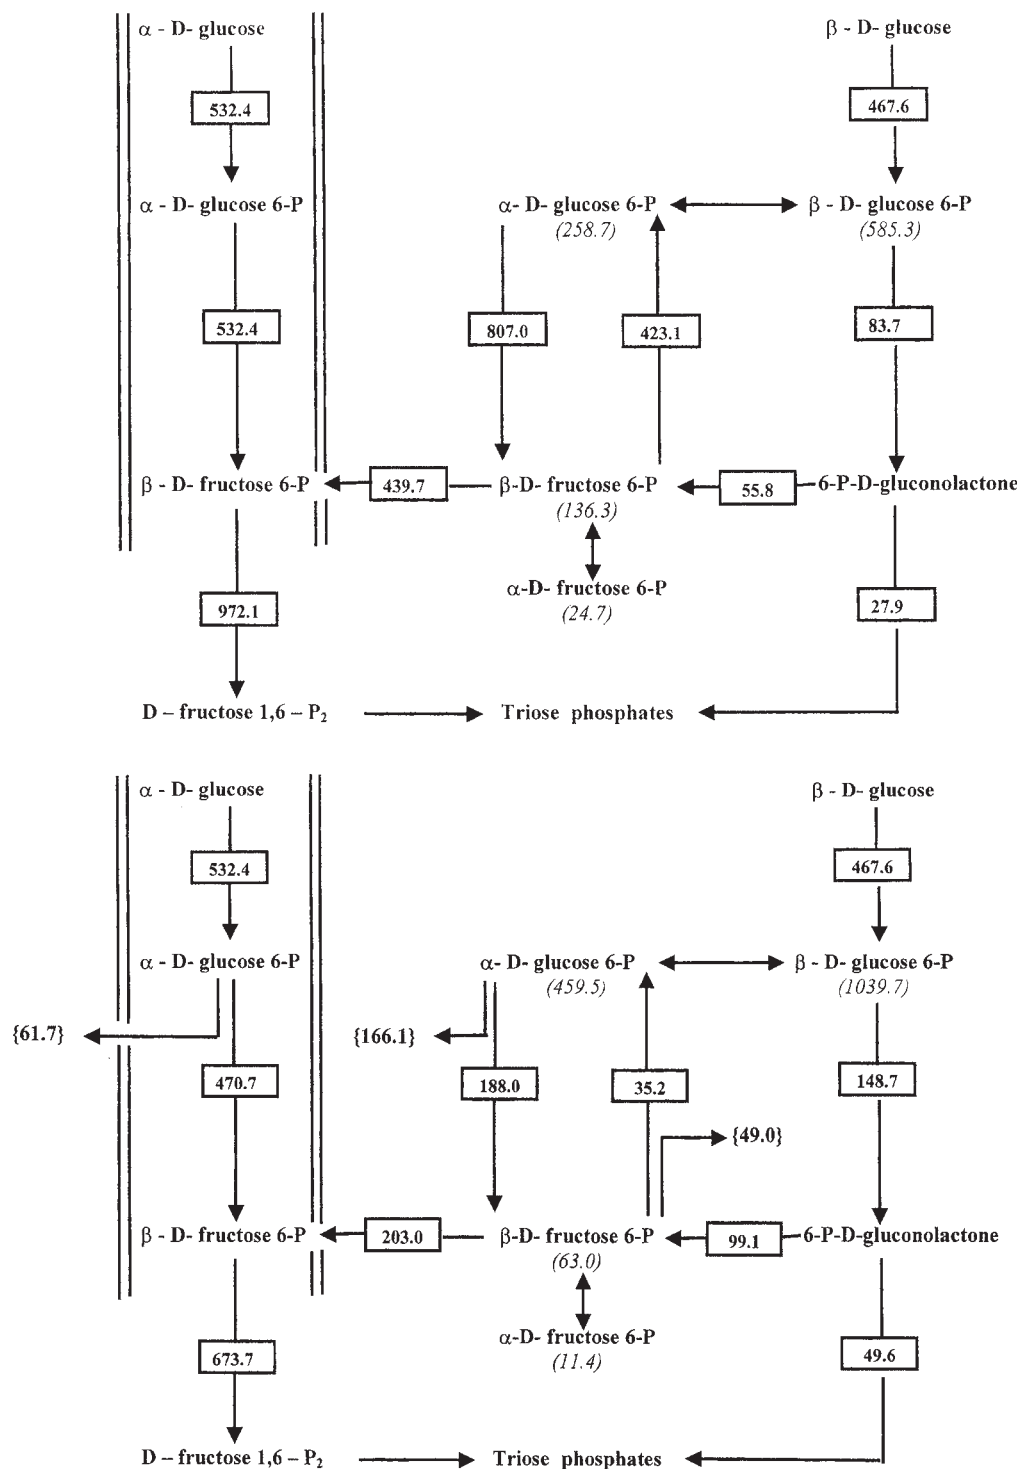 α - D- glucose
β - D- glucose
532.4
467.6
α - D- glucose 6-P
α- D- glucose 6-P
β - D- glucose 6-P
(258.7)
(585.3)
532.4
807.0
423.1
83.7
β - D- fructose 6-P
439.7
β-D- fructose 6-P
55.8
6-P-D-gluconolactone
(136.3)
α-D- fructose 6-P
(24.7)
972.1
27.9
D – fructose 1,6 – P₂
Triose phosphates
α - D- glucose
β - D- glucose
532.4
467.6
α - D- glucose 6-P
α- D- glucose 6-P
β - D- glucose 6-P
(459.5)
(1039.7)
{61.7}
{166.1}
470.7
188.0
35.2
148.7
{49.0}
β - D- fructose 6-P
203.0
β-D- fructose 6-P
99.1
6-P-D-gluconolactone
(63.0)
α-D- fructose 6-P
(11.4)
673.7
49.6
D – fructose 1,6 – P₂
Triose phosphates